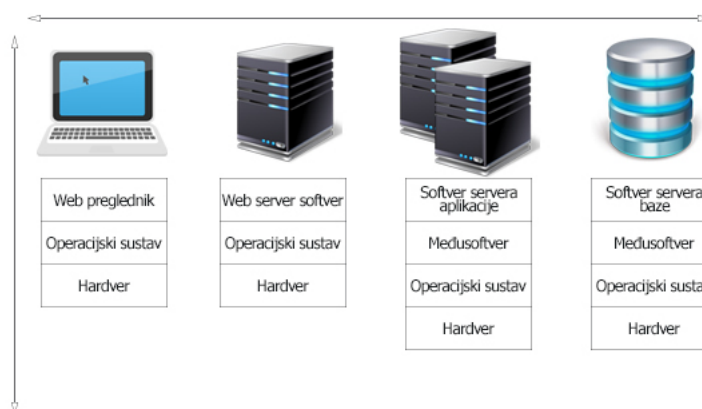 Web preglednik
Operacijski sustav
Hardver
Web server softver
Operacijski sustav
Hardver
Softver servera
aplikacije
Međusoftver
Operacijski sustav
Hardver
Softver servera
baze
Međusoftver
Operacijski susta
Hardver